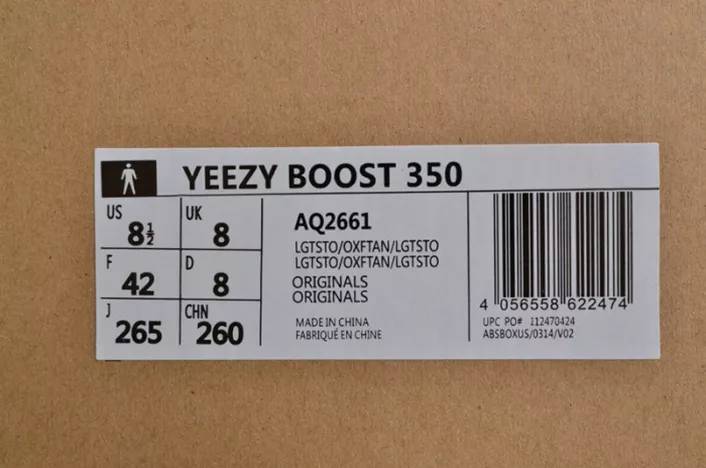 YEEZY BOOST 350
US 8½ UK 8
F 42 D 8
J 265 CHN 260
AQ2661
LGTSTO/OXFTAN/LGTSTO
LGTSTO/OXFTAN/LGTSTO
ORIGINALS
ORIGINALS
MADE IN CHINA
FABRIQUÉ EN CHINE
4 056558 622474
UPC PO# 112470424
ABSBOXUS/0314/V02